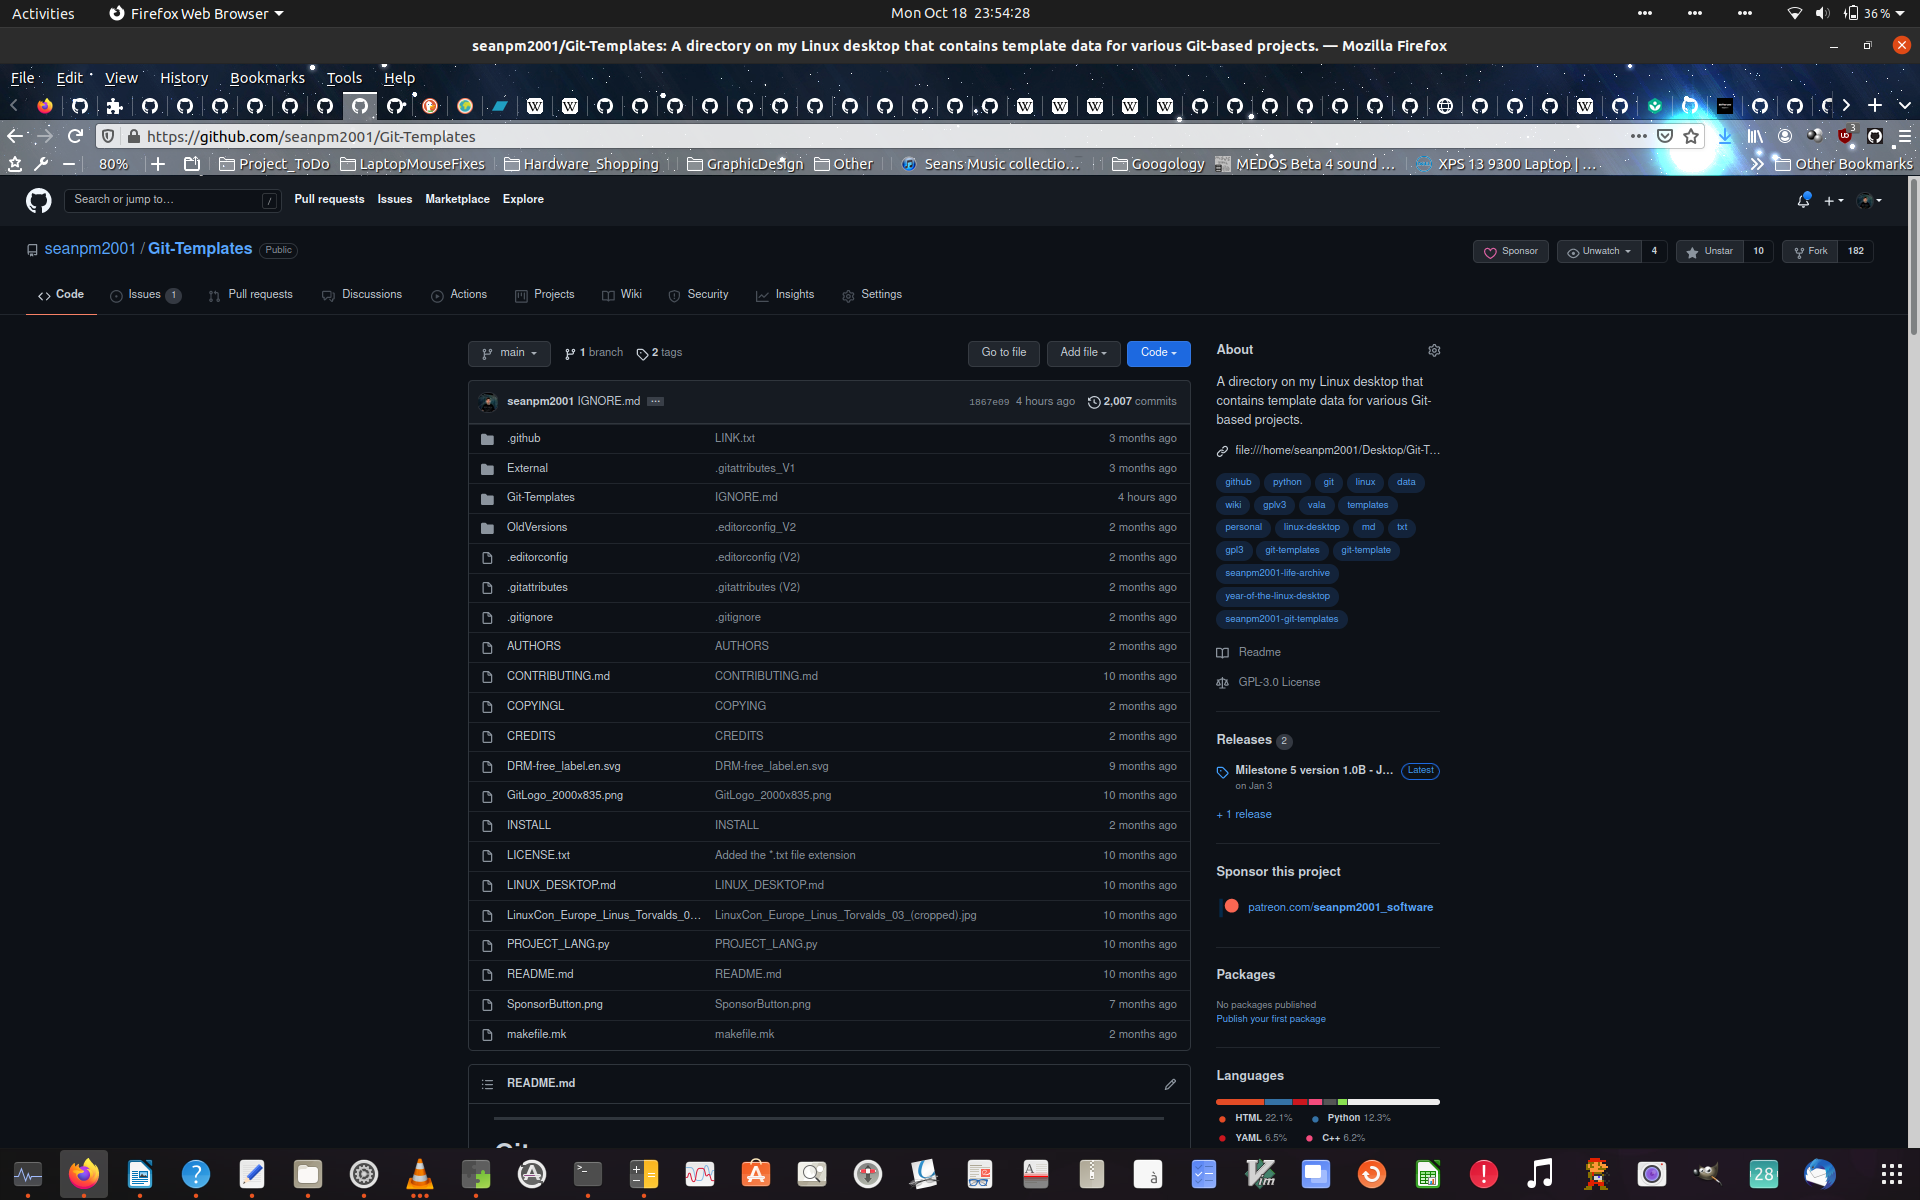 Activities
Firefox Web Browser
Mon Oct 18 23:54:28
36 %
seanpm2001/Git-Templates: A directory on my Linux desktop that contains template data for various Git-based projects. — Mozilla Firefox
File Edit View History Bookmarks Tools Help
https://github.com/seanpm2001/Git-Templates
3
80%
Project_ToDo
LaptopMouseFixes
Hardware_Shopping
GraphicDesign
Other
Seans Music collectio…
Googology
MEDOS Beta 4 sound …
XPS 13 9300 Laptop | …
Other Bookmarks
Search or jump to…
/
Pull requests Issues Marketplace Explore
seanpm2001 / Git-Templates Public
Sponsor
Unwatch 4
Unstar 10
Fork 182
Code
Issues 1
Pull requests
Discussions
Actions
Projects
Wiki
Security
Insights
Settings
main
1 branch
2 tags
Go to file
Add file
Code
seanpm2001 IGNORE.md
1867e09 4 hours ago
2,007 commits
.github LINK.txt 3 months ago
External .gitattributes_V1 3 months ago
Git-Templates IGNORE.md 4 hours ago
OldVersions .editorconfig_V2 2 months ago
.editorconfig .editorconfig (V2) 2 months ago
.gitattributes .gitattributes (V2) 2 months ago
.gitignore .gitignore 2 months ago
AUTHORS AUTHORS 2 months ago
CONTRIBUTING.md CONTRIBUTING.md 10 months ago
COPYINGL COPYING 2 months ago
CREDITS CREDITS 2 months ago
DRM-free_label.en.svg DRM-free_label.en.svg 9 months ago
GitLogo_2000x835.png GitLogo_2000x835.png 10 months ago
INSTALL INSTALL 2 months ago
LICENSE.txt Added the *.txt file extension 10 months ago
LINUX_DESKTOP.md LINUX_DESKTOP.md 10 months ago
LinuxCon_Europe_Linus_Torvalds_0… LinuxCon_Europe_Linus_Torvalds_03_(cropped).jpg 10 months ago
PROJECT_LANG.py PROJECT_LANG.py 10 months ago
README.md README.md 10 months ago
SponsorButton.png SponsorButton.png 7 months ago
makefile.mk makefile.mk 2 months ago
README.md
About
A directory on my Linux desktop that
contains template data for various Git-
based projects.
file:///home/seanpm2001/Desktop/Git-T…
github python git linux data
wiki gplv3 vala templates
personal linux-desktop md txt
gpl3 git-templates git-template
seanpm2001-life-archive
year-of-the-linux-desktop
seanpm2001-git-templates
Readme
GPL-3.0 License
Releases 2
Milestone 5 version 1.0B - J… Latest
on Jan 3
+ 1 release
Sponsor this project
patreon.com/seanpm2001_software
Packages
No packages published
Publish your first package
Languages
HTML 22.1% Python 12.3%
YAML 6.5% C++ 6.2%
28